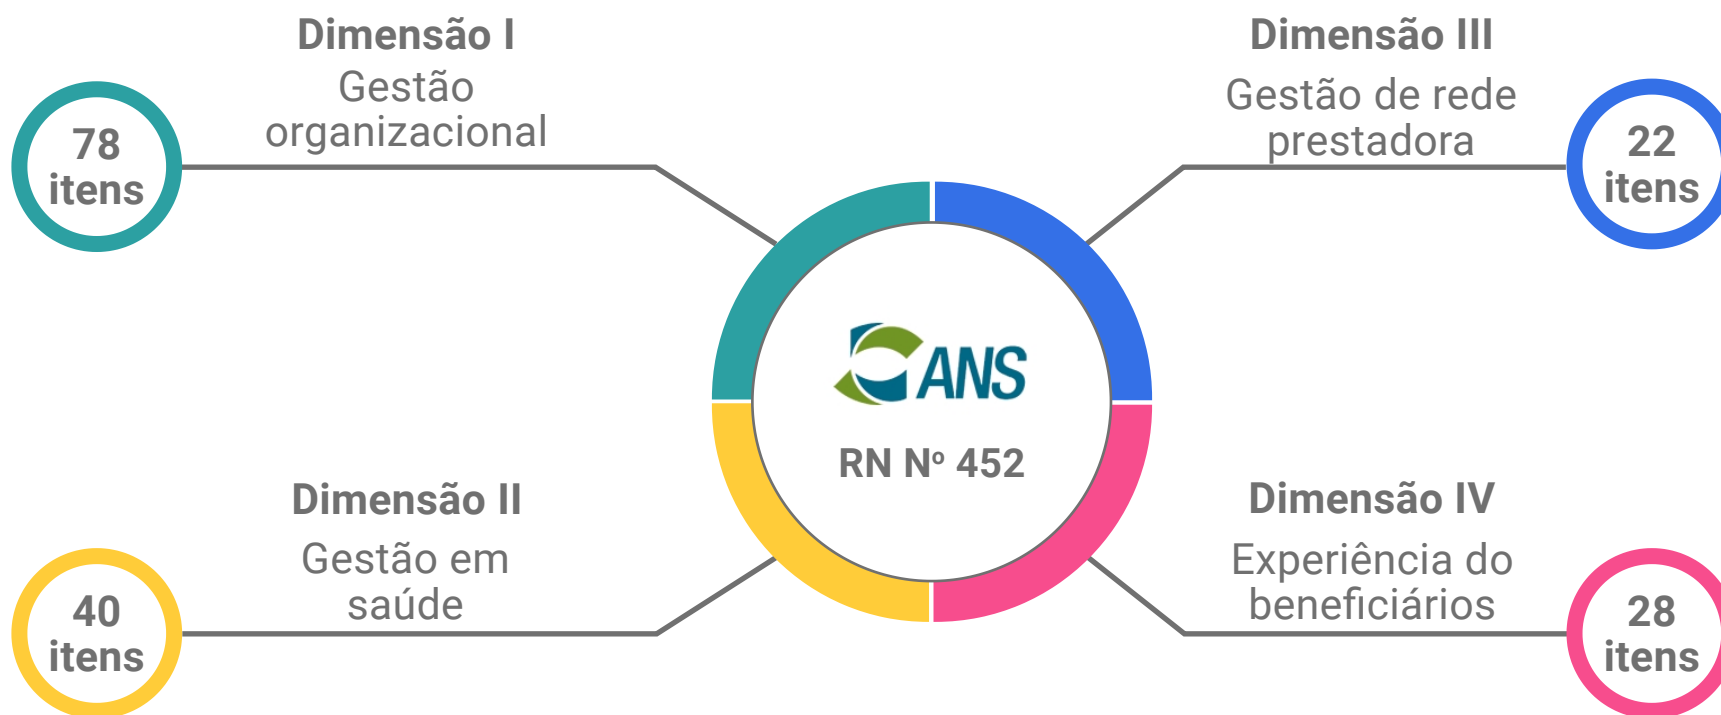 Dimensão I
Gestão
organizacional
78
itens
Dimensão III
Gestão de rede
prestadora
22
itens
ANS
RN Nº 452
Dimensão II
Gestão em
saúde
40
itens
Dimensão IV
Experiência do
beneficiários
28
itens